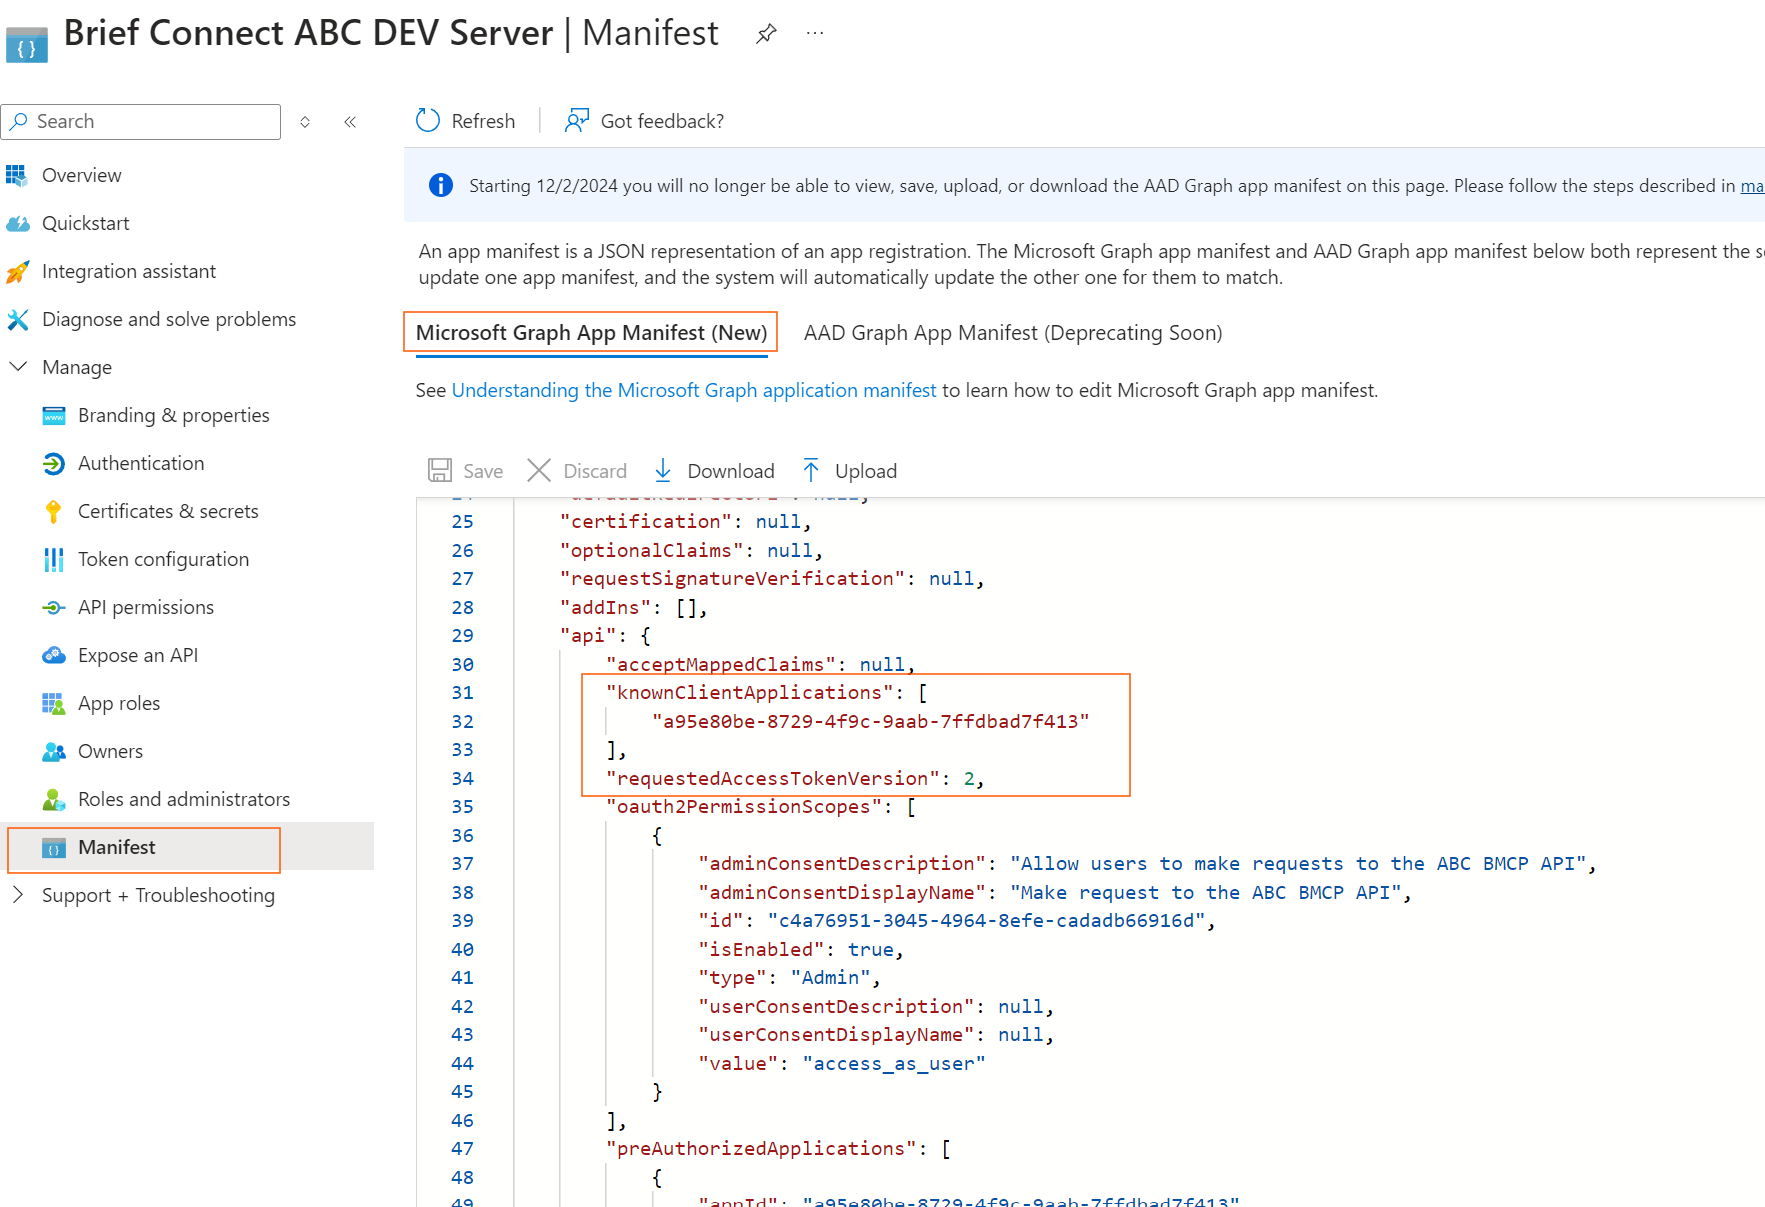 Brief Connect ABC DEV Server | Manifest
Search
Overview
Quickstart
Integration assistant
Diagnose and solve problems
Manage
Branding & properties
Authentication
Certificates & secrets
Token configuration
API permissions
Expose an API
App roles
Owners
Roles and administrators
Manifest
Support + Troubleshooting
Refresh
Got feedback?
Starting 12/2/2024 you will no longer be able to view, save, upload, or download the AAD Graph app manifest on this page. Please follow the steps described in ma
An app manifest is a JSON representation of an app registration. The Microsoft Graph app manifest and AAD Graph app manifest below both represent the s
update one app manifest, and the system will automatically update the other one for them to match.
Microsoft Graph App Manifest (New)
AAD Graph App Manifest (Deprecating Soon)
See Understanding the Microsoft Graph application manifest to learn how to edit Microsoft Graph app manifest.
Save
Discard
Download
Upload
25 "certification": null,
26 "optionalClaims": null,
27 "requestSignatureVerification": null,
28 "addIns": [],
29 "api": {
30 "acceptMappedClaims": null,
31 "knownClientApplications": [
32 "a95e80be-8729-4f9c-9aab-7ffdbad7f413"
33 ],
34 "requestedAccessTokenVersion": 2,
35 "oauth2PermissionScopes": [
36 {
37 "adminConsentDescription": "Allow users to make requests to the ABC BMCP API",
38 "adminConsentDisplayName": "Make request to the ABC BMCP API",
39 "id": "c4a76951-3045-4964-8efe-cadadb66916d",
40 "isEnabled": true,
41 "type": "Admin",
42 "userConsentDescription": null,
43 "userConsentDisplayName": null,
44 "value": "access_as_user"
45 }
46 ],
47 "preAuthorizedApplications": [
48 {
49 "appId": "a95e80be-8729-4f9c-9aab-7ffdbad7f413"